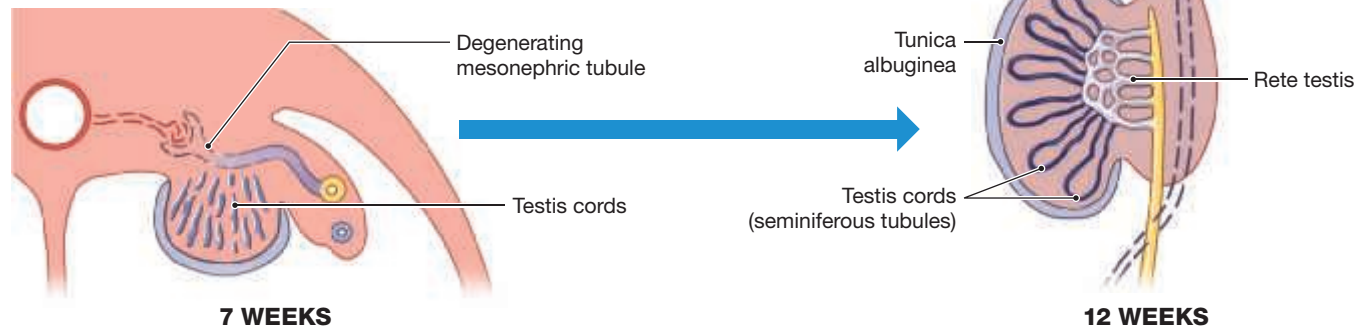 Degenerating
mesonephric tubule
Testis cords
7 WEEKS
Tunica
albuginea
Rete testis
Testis cords
(seminiferous tubules)
12 WEEKS